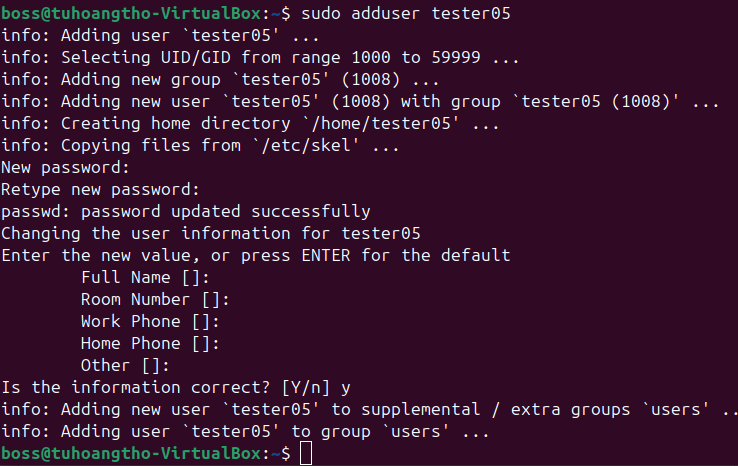 boss@tuhoangtho-VirtualBox:~$ sudo adduser tester05
info: Adding user `tester05' ...
info: Selecting UID/GID from range 1000 to 59999 ...
info: Adding new group `tester05' (1008) ...
info: Adding new user `tester05' (1008) with group `tester05 (1008)' ...
info: Creating home directory `/home/tester05' ...
info: Copying files from `/etc/skel' ...
New password:
Retype new password:
passwd: password updated successfully
Changing the user information for tester05
Enter the new value, or press ENTER for the default
        Full Name []:
        Room Number []:
        Work Phone []:
        Home Phone []:
        Other []:
Is the information correct? [Y/n] y
info: Adding new user `tester05' to supplemental / extra groups `users' ..
info: Adding user `tester05' to group `users' ...
boss@tuhoangtho-VirtualBox:~$